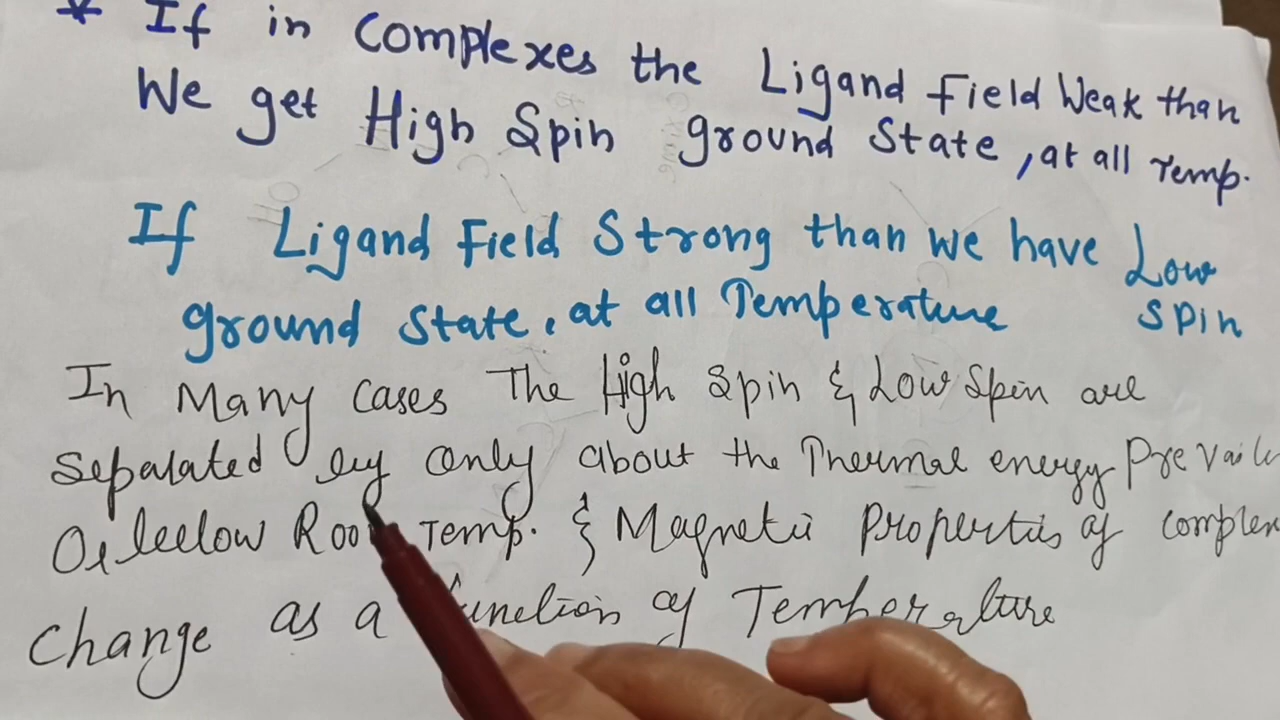 * If in Complexes the Ligand Field Weak than
We get High Spin ground State, at all Temp.
If Ligand Field Strong than we have Low Spin
ground State, at all Temperature
In Many Cases The High Spin & Low Spin are
Separated by only about the Thermal energy
Or below Temp. & Magnetic Properties of
Change as a function of Temperature